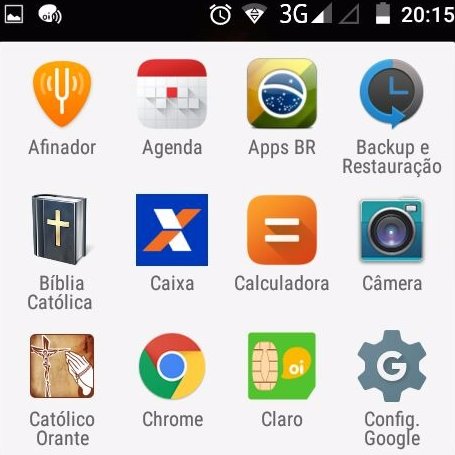 oi 3G 20:15
Afinador Agenda Apps BR Backup e
Restauração
Bíblia
Católica Caixa Calculadora Câmera
Católico
Orante Chrome Claro Config.
Google
oi
G